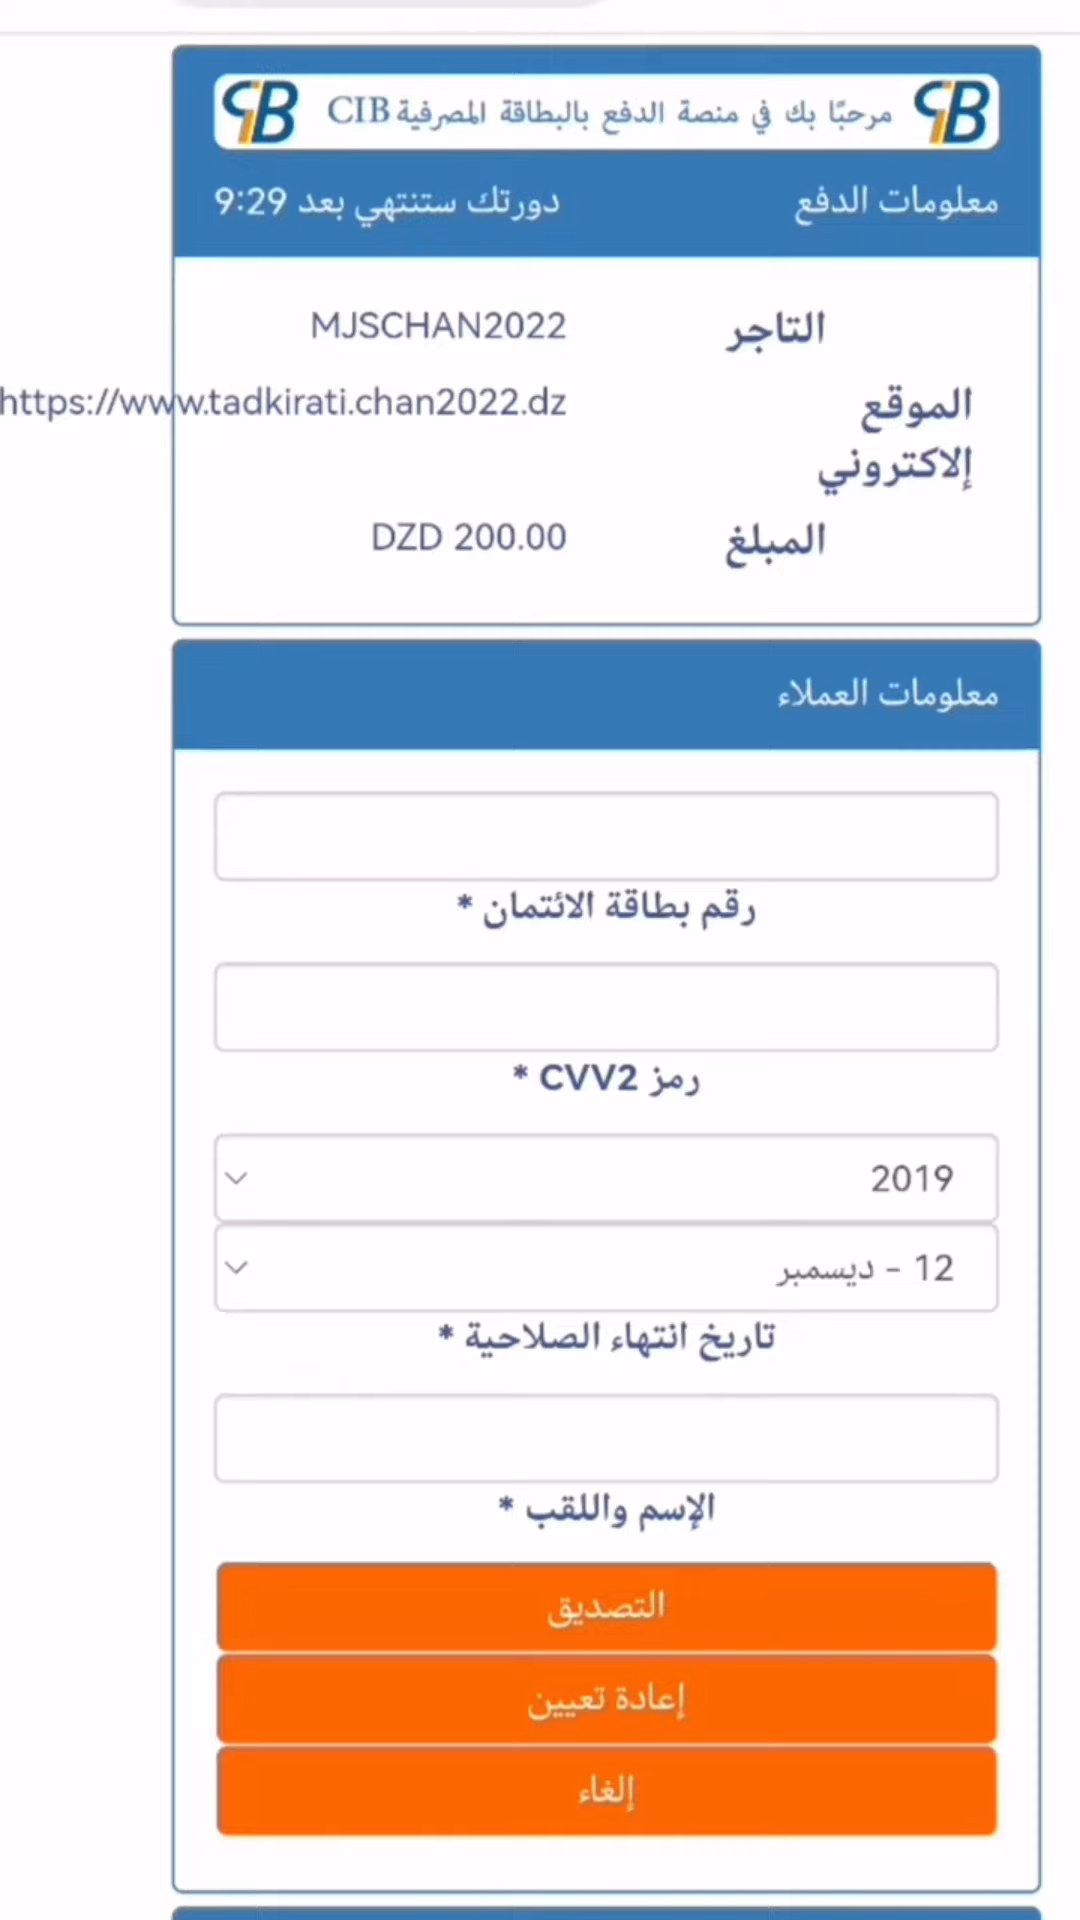 مرحبًا بك في منصة الدفع بالبطاقة المصرفية CIB
معلومات الدفع
دورتك ستنتهي بعد 9:29
التاجر MJSCHAN2022
الموقع https://www.tadkirati.chan2022.dz
إلاكتروني
المبلغ DZD 200.00
معلومات العملاء
رقم بطاقة الائتمان *
رمز CVV2 *
2019
12 - ديسمبر
تاريخ انتهاء الصلاحية *
الإسم واللقب *
التصديق
إعادة تعيين
إلغاء